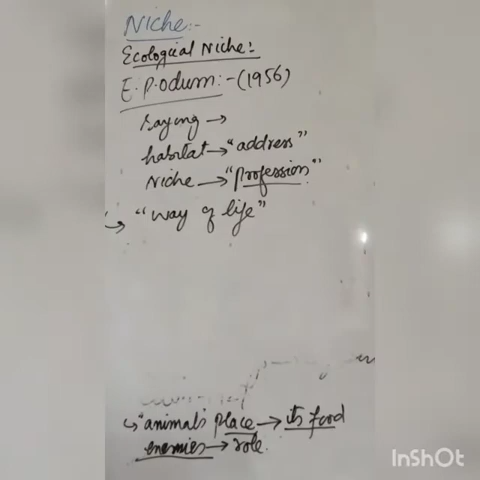 Niche:-
Ecological Niche:
E. P. odum:- (1956)
saying →
habitat → "address"
Niche → "profession"
↳ "way of life"
↳ "animals place → its food
enemies → role.
InShOt